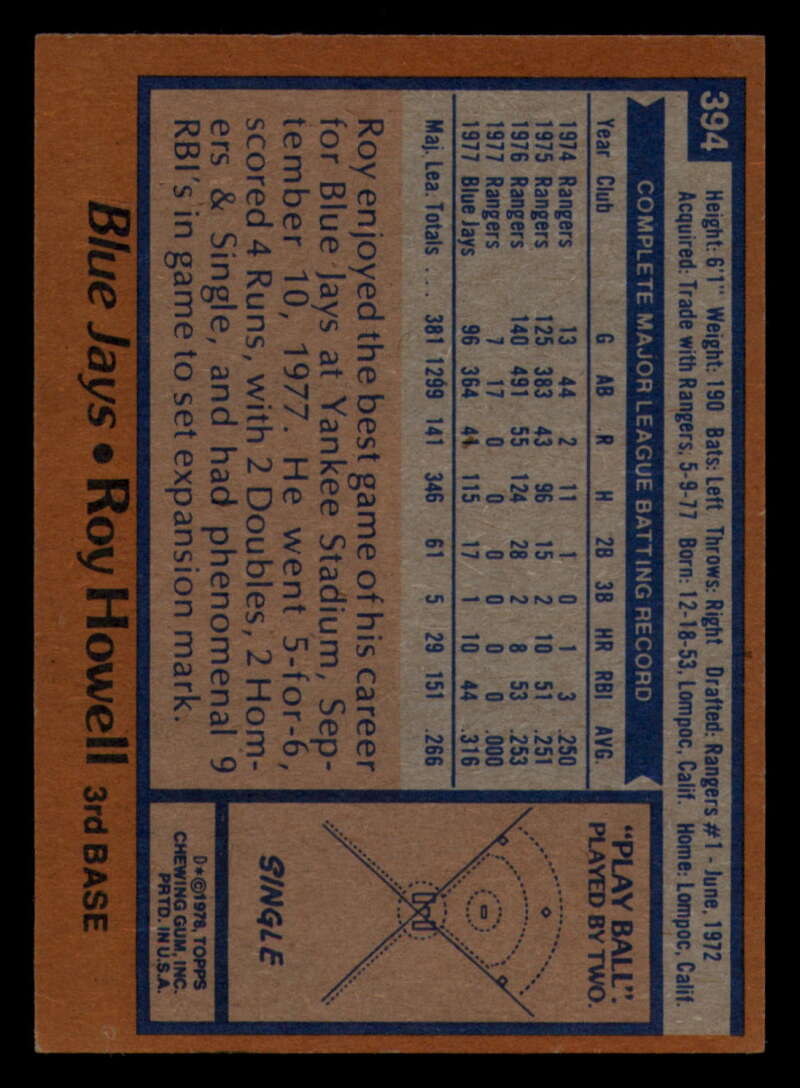 394
Height: 6'1" Weight: 190 Bats: Left Throws: Right Drafted: Rangers #1 - June, 1972
Acquired: Trade with Rangers, 5-9-77 Born: 12-18-53, Lompoc, Calif. Home: Lompoc, Calif.
COMPLETE MAJOR LEAGUE BATTING RECORD
Year Club G AB R H 2B 3B HR RBI AVG.
1974 Rangers 13 44 2 11 1 0 1 3 .250
1975 Rangers 125 383 43 96 15 2 10 51 .251
1976 Rangers 140 491 55 124 28 2 8 53 .253
1977 Rangers 7 17 0 0 0 0 0 0 .000
1977 Blue Jays 96 364 41 115 17 1 10 44 .316
Maj. Lea. Totals .... 381 1299 141 346 61 5 29 151 .266
Roy enjoyed the best game of his career
for Blue Jays at Yankee Stadium, Sep-
tember 10, 1977. He went 5-for-6,
scored 4 Runs, with 2 Doubles, 2 Hom-
ers & Single, and had phenomenal 9
RBI's in game to set expansion mark.
"PLAY BALL".
PLAYED BY TWO.
SINGLE
Blue Jays • Roy Howell 3rd BASE
D*©1978, TOPPS
CHEWING GUM, INC.
PRTD. IN U.S.A.